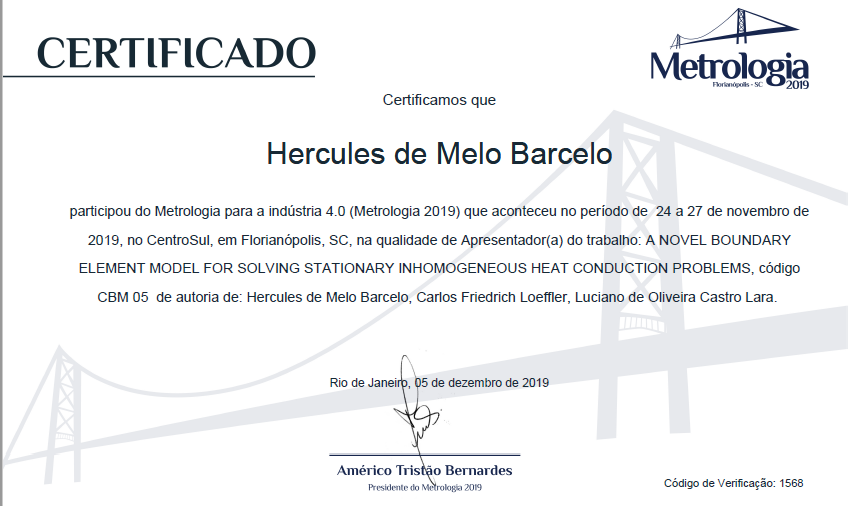 CERTIFICADO
Metrologia
Florianópolis - SC 2019
Certificamos que
Hercules de Melo Barcelo
participou do Metrologia para a indústria 4.0 (Metrologia 2019) que aconteceu no período de 24 a 27 de novembro de
2019, no CentroSul, em Florianópolis, SC, na qualidade de Apresentador(a) do trabalho: A NOVEL BOUNDARY
ELEMENT MODEL FOR SOLVING STATIONARY INHOMOGENEOUS HEAT CONDUCTION PROBLEMS, código
CBM 05 de autoria de: Hercules de Melo Barcelo, Carlos Friedrich Loeffler, Luciano de Oliveira Castro Lara.
Rio de Janeiro, 05 de dezembro de 2019
Américo Tristão Bernardes
Presidente do Metrologia 2019
Código de Verificação: 1568